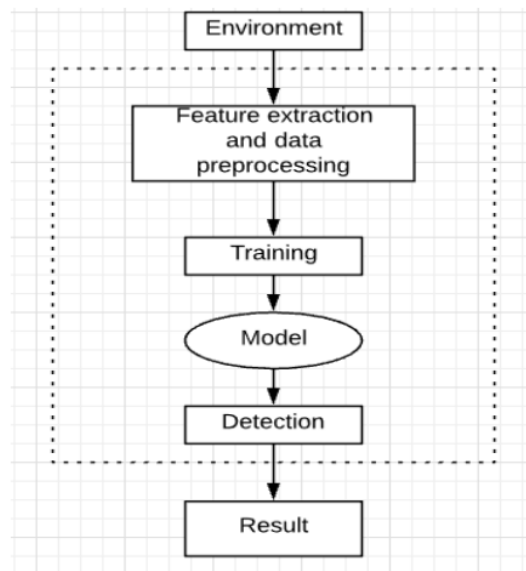 Environment
Feature extraction
and data
preprocessing
Training
Model
Detection
Result